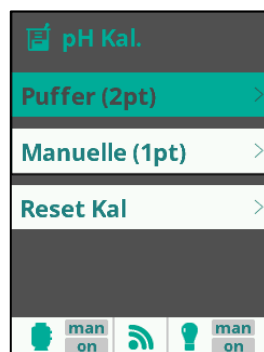 pH Kal.
Puffer (2pt)
Manuelle (1pt)
Reset Kal
man man
on on